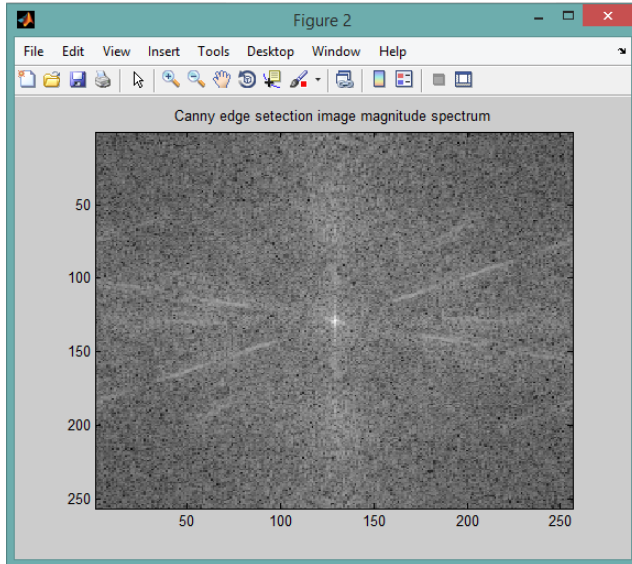 Figure 2
File Edit View Insert Tools Desktop Window Help
Canny edge setection image magnitude spectrum
50
100
150
200
250
50 100 150 200 250